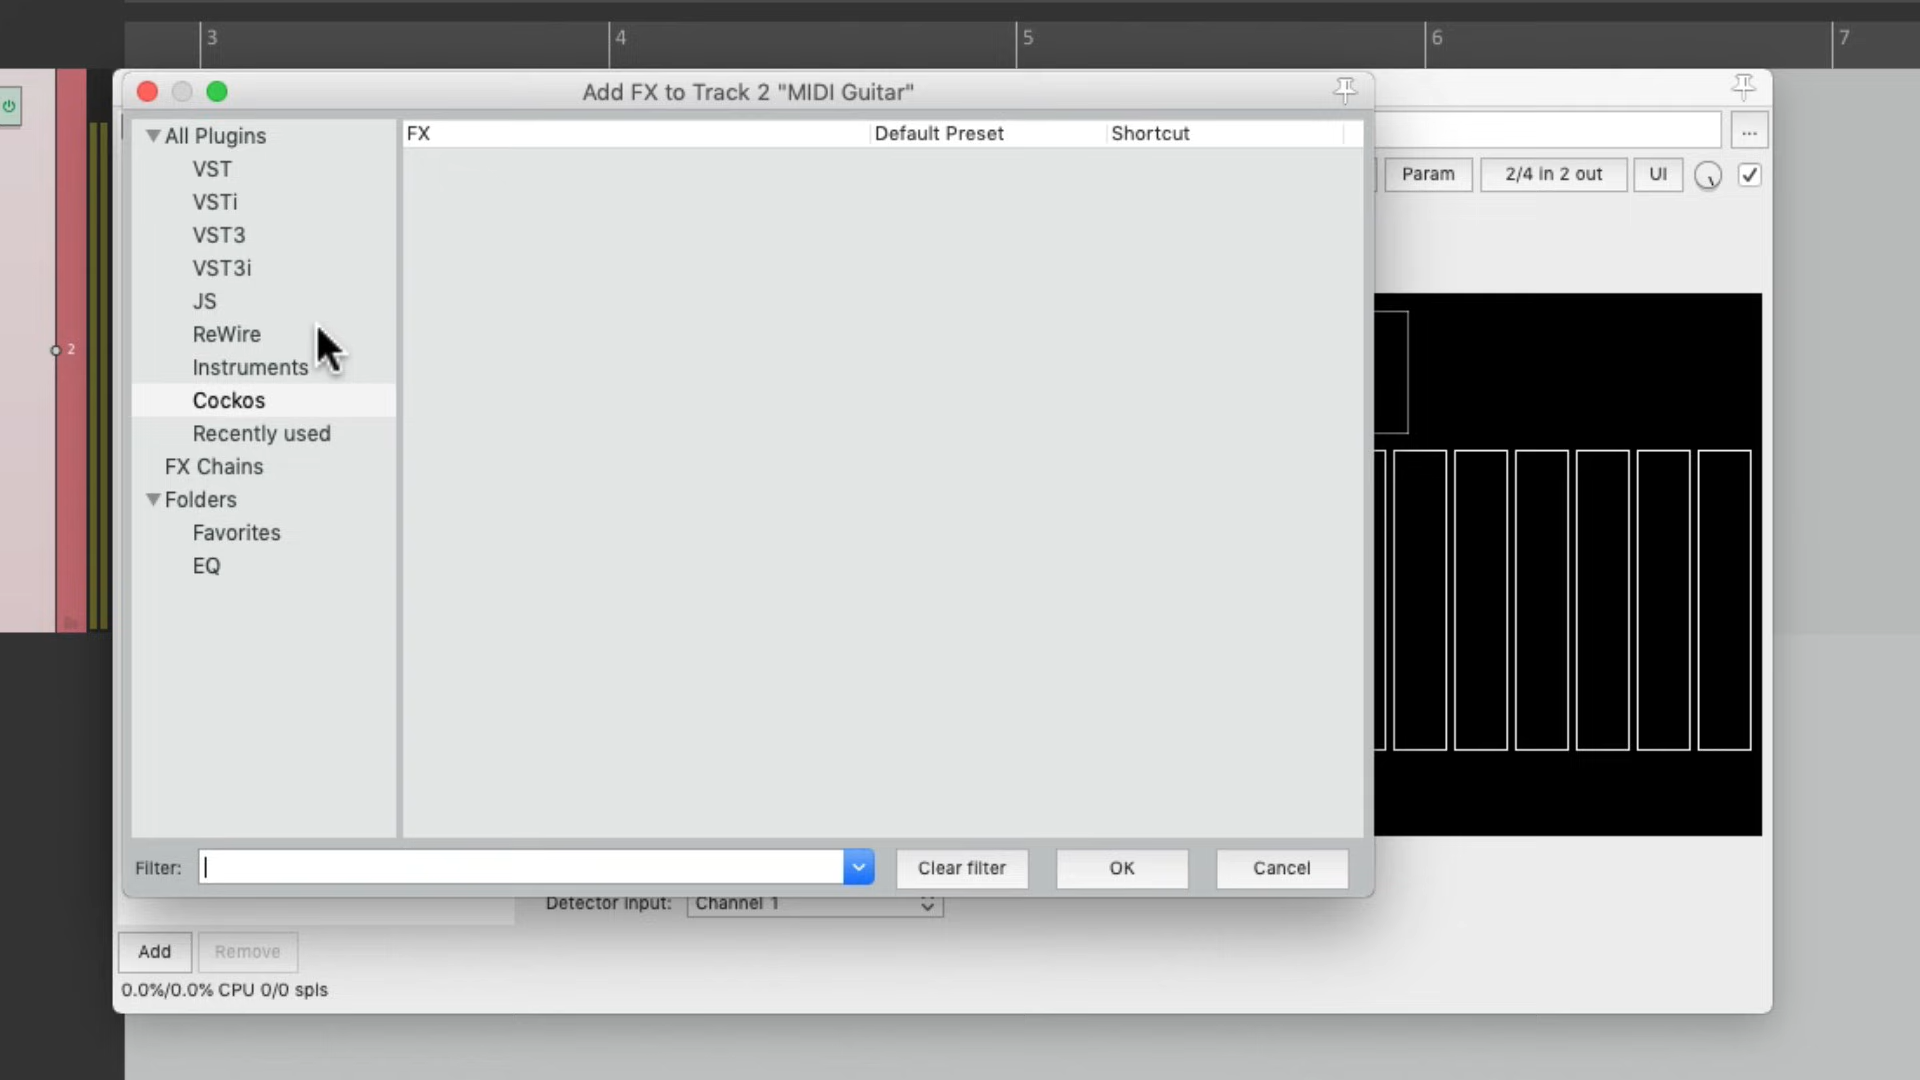 3 4 5 6 7
Add FX to Track 2 "MIDI Guitar"
All Plugins
VST
VSTi
VST3
VST3i
JS
ReWire
Instruments
Cockos
Recently used
FX Chains
Folders
Favorites
EQ
FX Default Preset Shortcut
...
Param 2/4 in 2 out UI
2
Filter: Clear filter OK Cancel
Detector input: Channel 1
Add Remove
0.0%/0.0% CPU 0/0 spls